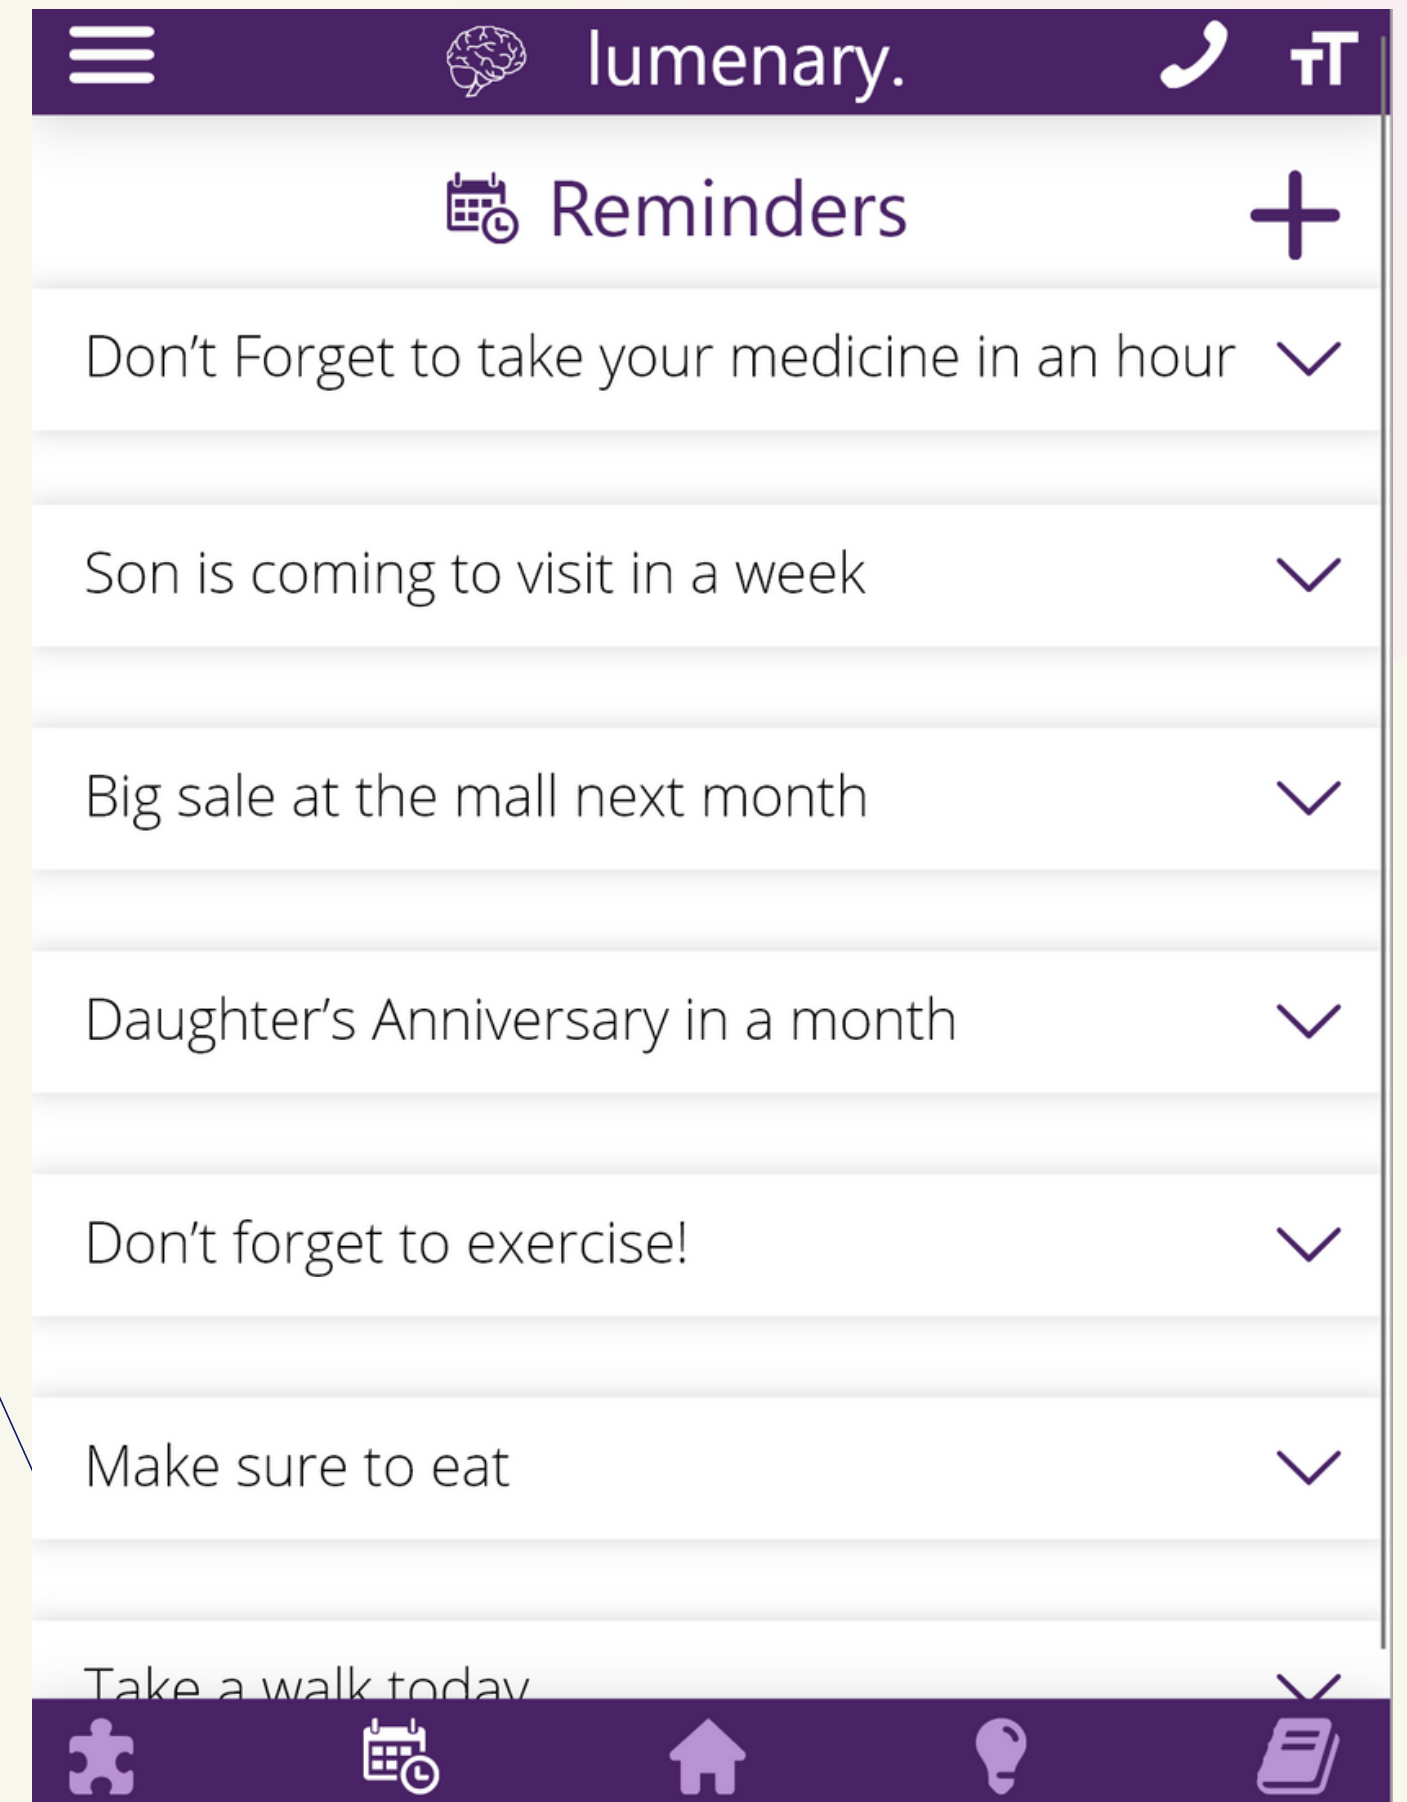 lumenary.
Reminders
Don’t Forget to take your medicine in an hour
Son is coming to visit in a week
Big sale at the mall next month
Daughter’s Anniversary in a month
Don’t forget to exercise!
Make sure to eat
Take a walk today